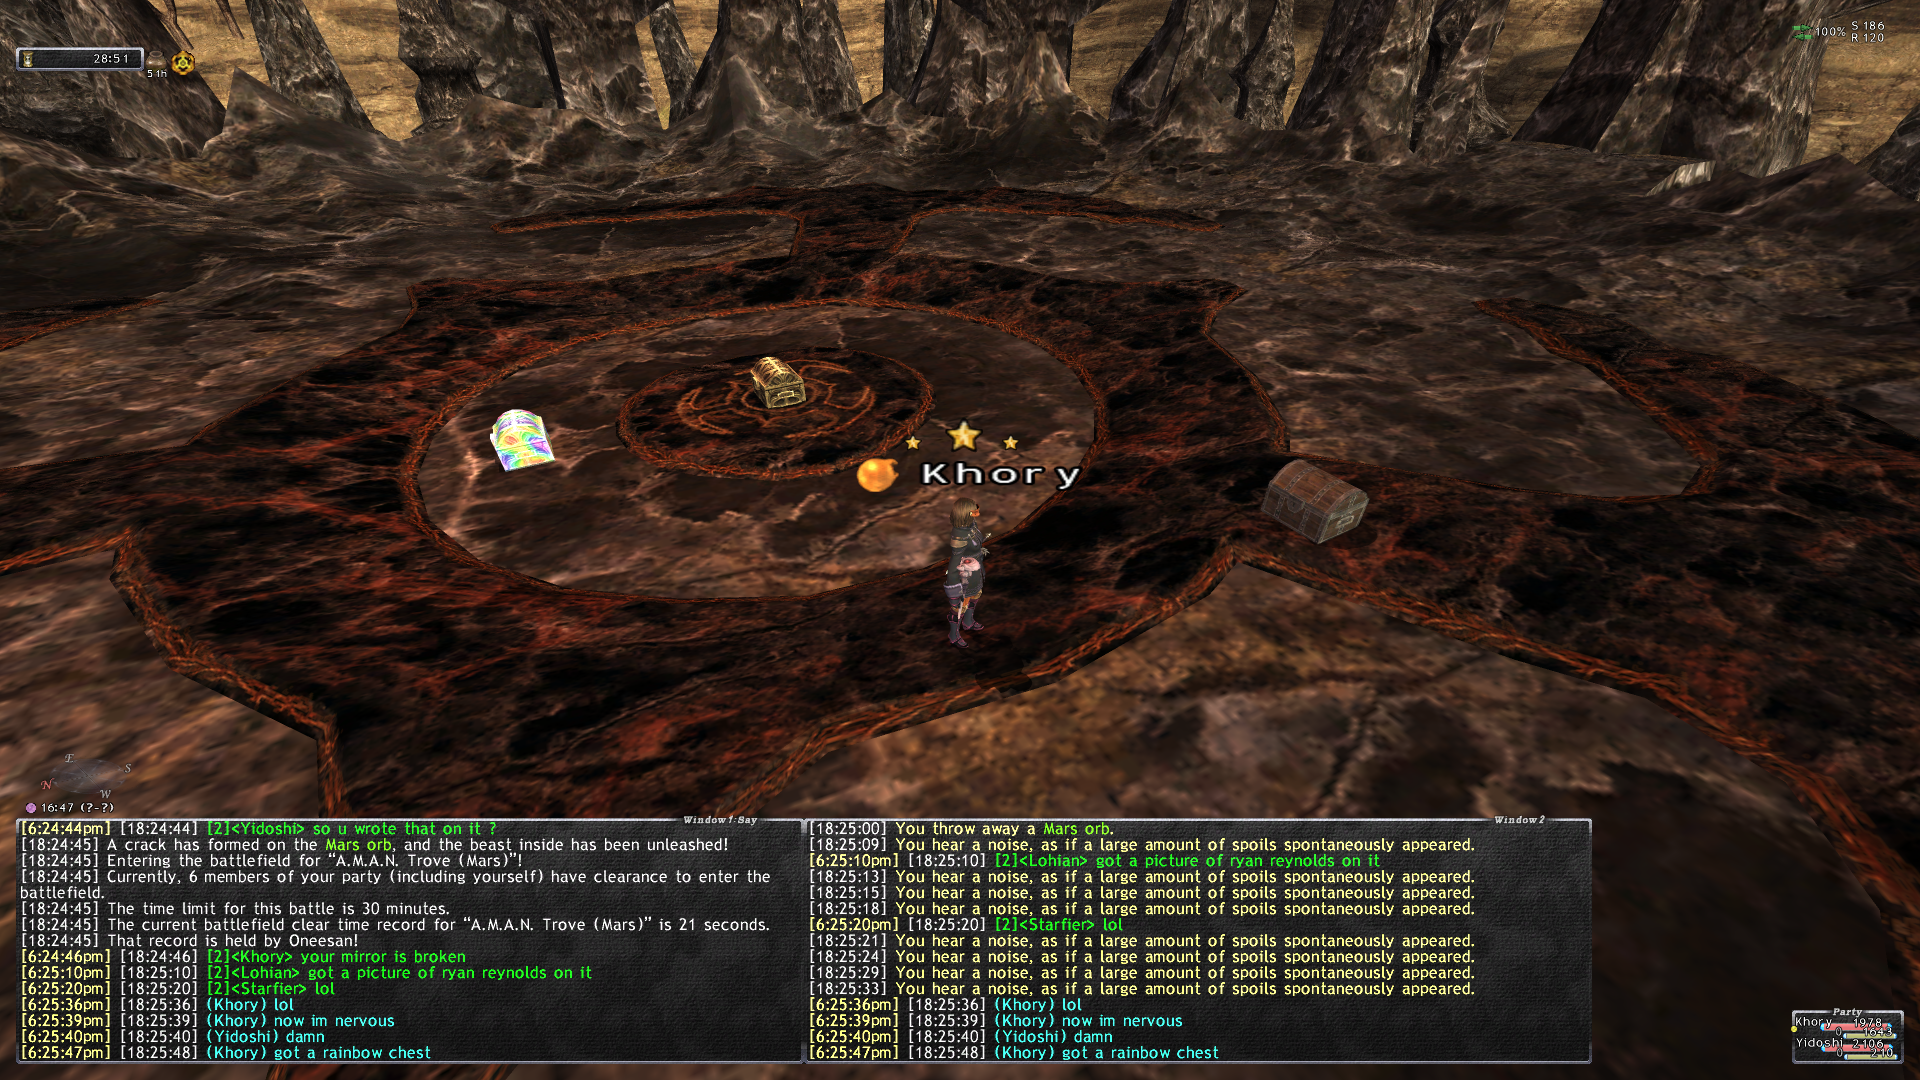 28:51
51h
100%
S 186
R 120
Khory
E
N
S
W
16:47 (?-?)
Window1:Say
[6:24:44pm] [18:24:44] [2]<Yidoshi> so u wrote that on it ?
[18:24:45] A crack has formed on the Mars orb, and the beast inside has been unleashed!
[18:24:45] Entering the battlefield for “A.M.A.N. Trove (Mars)”!
[18:24:45] Currently, 6 members of your party (including yourself) have clearance to enter the
battlefield.
[18:24:45] The time limit for this battle is 30 minutes.
[18:24:45] The current battlefield clear time record for “A.M.A.N. Trove (Mars)” is 21 seconds.
[18:24:45] That record is held by Oneesan!
[6:24:46pm] [18:24:46] [2]<Khory> your mirror is broken
[6:25:10pm] [18:25:10] [2]<Lohian> got a picture of ryan reynolds on it
[6:25:20pm] [18:25:20] [2]<Starfier> lol
[6:25:36pm] [18:25:36] (Khory) lol
[6:25:39pm] [18:25:39] (Khory) now im nervous
[6:25:40pm] [18:25:40] (Yidoshi) damn
[6:25:47pm] [18:25:48] (Khory) got a rainbow chest
Window2
[18:25:00] You throw away a Mars orb.
[18:25:09] You hear a noise, as if a large amount of spoils spontaneously appeared.
[6:25:10pm] [18:25:10] [2]<Lohian> got a picture of ryan reynolds on it
[18:25:13] You hear a noise, as if a large amount of spoils spontaneously appeared.
[18:25:15] You hear a noise, as if a large amount of spoils spontaneously appeared.
[18:25:18] You hear a noise, as if a large amount of spoils spontaneously appeared.
[6:25:20pm] [18:25:20] [2]<Starfier> lol
[18:25:21] You hear a noise, as if a large amount of spoils spontaneously appeared.
[18:25:24] You hear a noise, as if a large amount of spoils spontaneously appeared.
[18:25:29] You hear a noise, as if a large amount of spoils spontaneously appeared.
[18:25:33] You hear a noise, as if a large amount of spoils spontaneously appeared.
[6:25:36pm] [18:25:36] (Khory) lol
[6:25:39pm] [18:25:39] (Khory) now im nervous
[6:25:40pm] [18:25:40] (Yidoshi) damn
[6:25:47pm] [18:25:48] (Khory) got a rainbow chest
Party
Khory 1978
0 1643
Yidoshi 2106
0 210